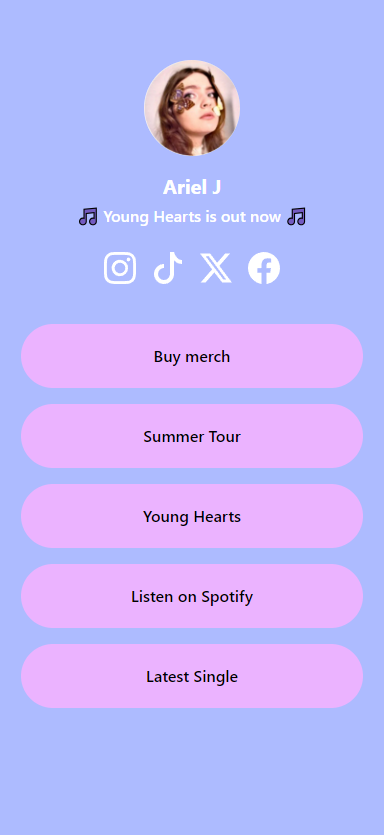 Ariel J
🎵 Young Hearts is out now 🎵
Buy merch
Summer Tour
Young Hearts
Listen on Spotify
Latest Single